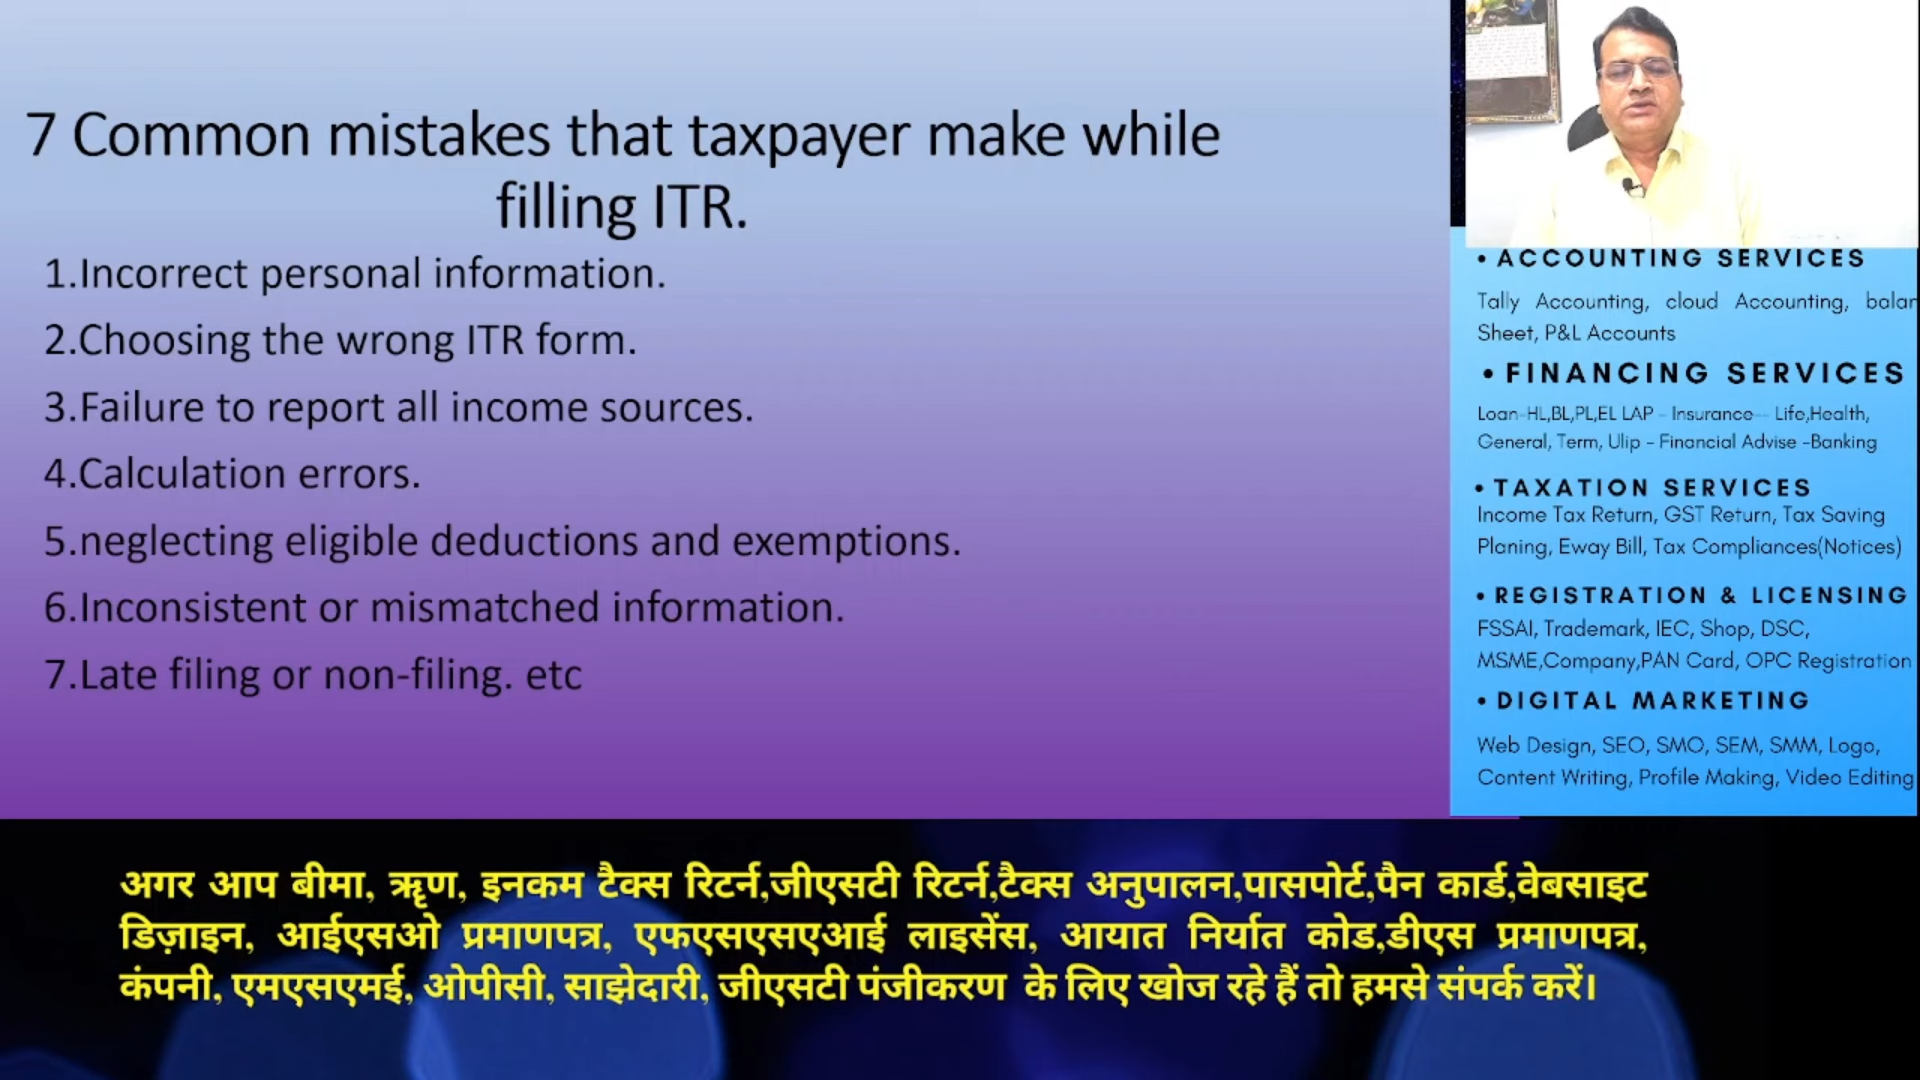 7 Common mistakes that taxpayer make while
filling ITR.
1.Incorrect personal information.
2.Choosing the wrong ITR form.
3.Failure to report all income sources.
4.Calculation errors.
5.neglecting eligible deductions and exemptions.
6.Inconsistent or mismatched information.
7.Late filing or non-filing. etc
• ACCOUNTING SERVICES
Tally Accounting, cloud Accounting, balan
Sheet, P&L Accounts
• FINANCING SERVICES
Loan-HL,BL,PL,EL LAP - Insurance-- Life,Health,
General, Term, Ulip - Financial Advise -Banking
• TAXATION SERVICES
Income Tax Return, GST Return, Tax Saving
Planing, Eway Bill, Tax Compliances(Notices)
• REGISTRATION & LICENSING
FSSAI, Trademark, IEC, Shop, DSC,
MSME,Company,PAN Card, OPC Registration
• DIGITAL MARKETING
Web Design, SEO, SMO, SEM, SMM, Logo,
Content Writing, Profile Making, Video Editing
अगर आप बीमा, ऋण, इनकम टैक्स रिटर्न,जीएसटी रिटर्न,टैक्स अनुपालन,पासपोर्ट,पैन कार्ड,वेबसाइट
डिज़ाइन, आईएसओ प्रमाणपत्र, एफएसएसएआई लाइसेंस, आयात निर्यात कोड,डीएस प्रमाणपत्र,
कंपनी, एमएसएमई, ओपीसी, साझेदारी, जीएसटी पंजीकरण के लिए खोज रहे हैं तो हमसे संपर्क करें।